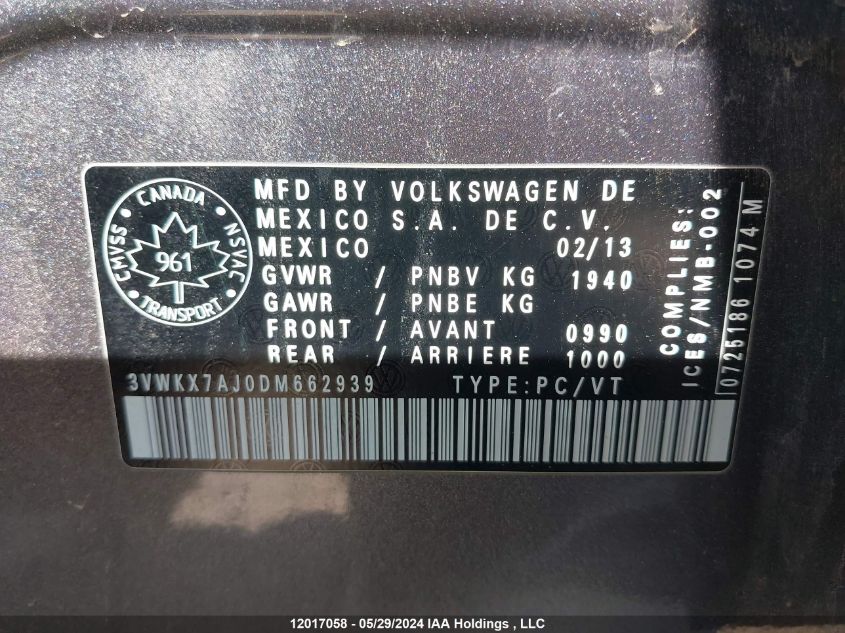 CANADA
CMVSS
NSVAC
961
TRANSPORT
MFD BY VOLKSWAGEN DE
MEXICO S.A. DE C.V.
MEXICO 02/13
GVWR / PNBV KG 1940
GAWR / PNBE KG
FRONT / AVANT 0990
REAR / ARRIERE 1000
3VWKX7AJ0DM662939 TYPE:PC/VT
COMPLIES:
ICES/NMB-002
0725186 1074 M
12017058 - 05/29/2024 IAA Holdings , LLC